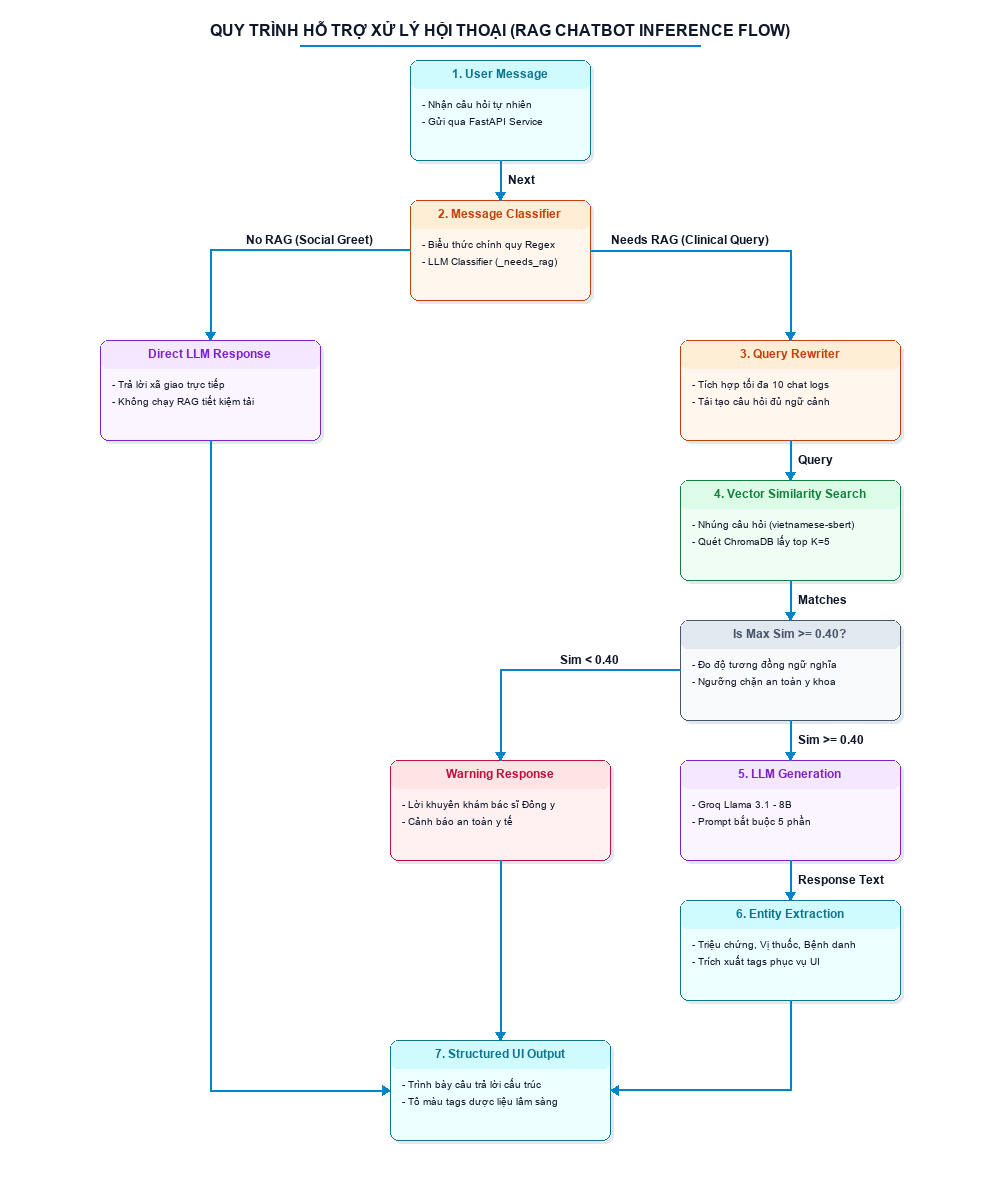 QUY TRÌNH HỖ TRỢ XỬ LÝ HỘI THOẠI (RAG CHATBOT INFERENCE FLOW)
1. User Message
- Nhận câu hỏi tự nhiên
- Gửi qua FastAPI Service
Next
2. Message Classifier
- Biểu thức chính quy Regex
- LLM Classifier (_needs_rag)
No RAG (Social Greet)
Needs RAG (Clinical Query)
Direct LLM Response
- Trả lời xã giao trực tiếp
- Không chạy RAG tiết kiệm tải
3. Query Rewriter
- Tích hợp tối đa 10 chat logs
- Tái tạo câu hỏi đủ ngữ cảnh
Query
4. Vector Similarity Search
- Nhúng câu hỏi (vietnamese-sbert)
- Quét ChromaDB lấy top K=5
Matches
Is Max Sim >= 0.40?
- Đo độ tương đồng ngữ nghĩa
- Ngưỡng chặn an toàn y khoa
Sim < 0.40
Sim >= 0.40
Warning Response
- Lời khuyên khám bác sĩ Đông y
- Cảnh báo an toàn y tế
5. LLM Generation
- Groq Llama 3.1 - 8B
- Prompt bắt buộc 5 phần
Response Text
6. Entity Extraction
- Triệu chứng, Vị thuốc, Bệnh danh
- Trích xuất tags phục vụ UI
7. Structured UI Output
- Trình bày câu trả lời cấu trúc
- Tô màu tags dược liệu lâm sàng